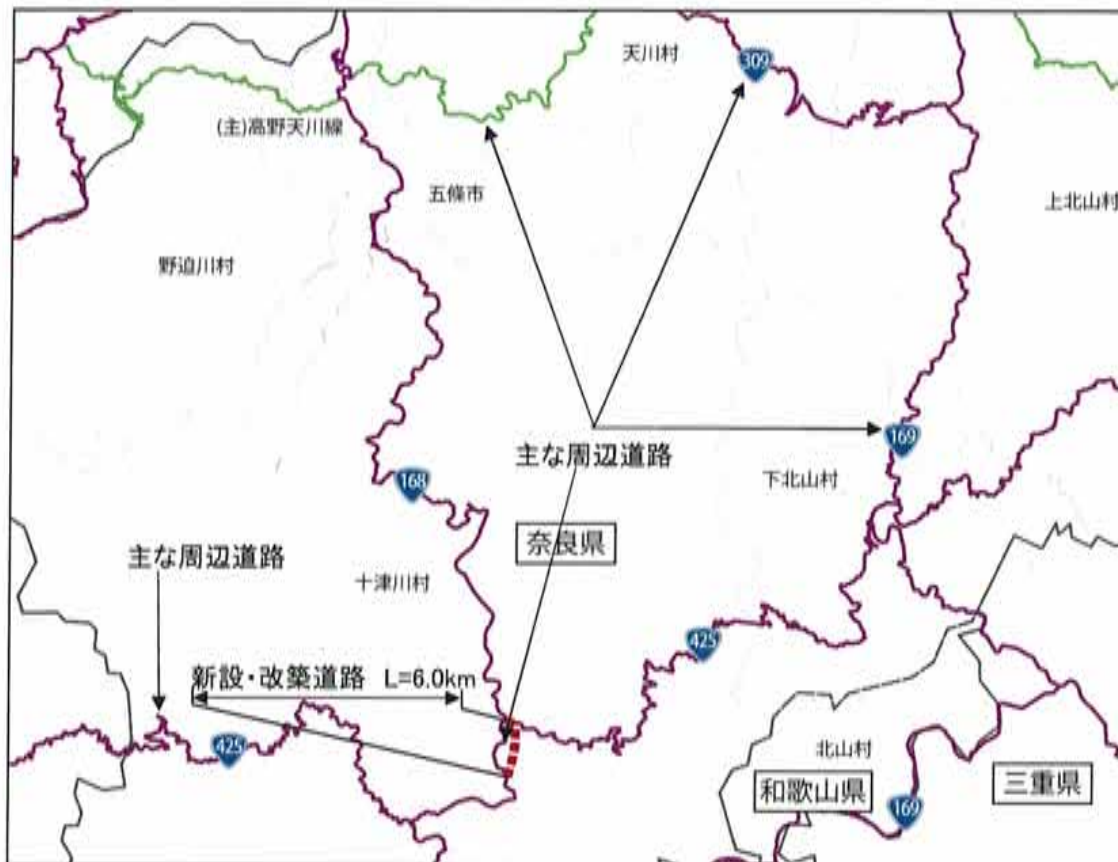 天川村
309
(主)高野天川線
五條市
上北山村
野迫川村
主な周辺道路
169
168
下北山村
奈良県
主な周辺道路
十津川村
425
新設・改築道路 L=6.0km
425
北山村
和歌山県
三重県
169